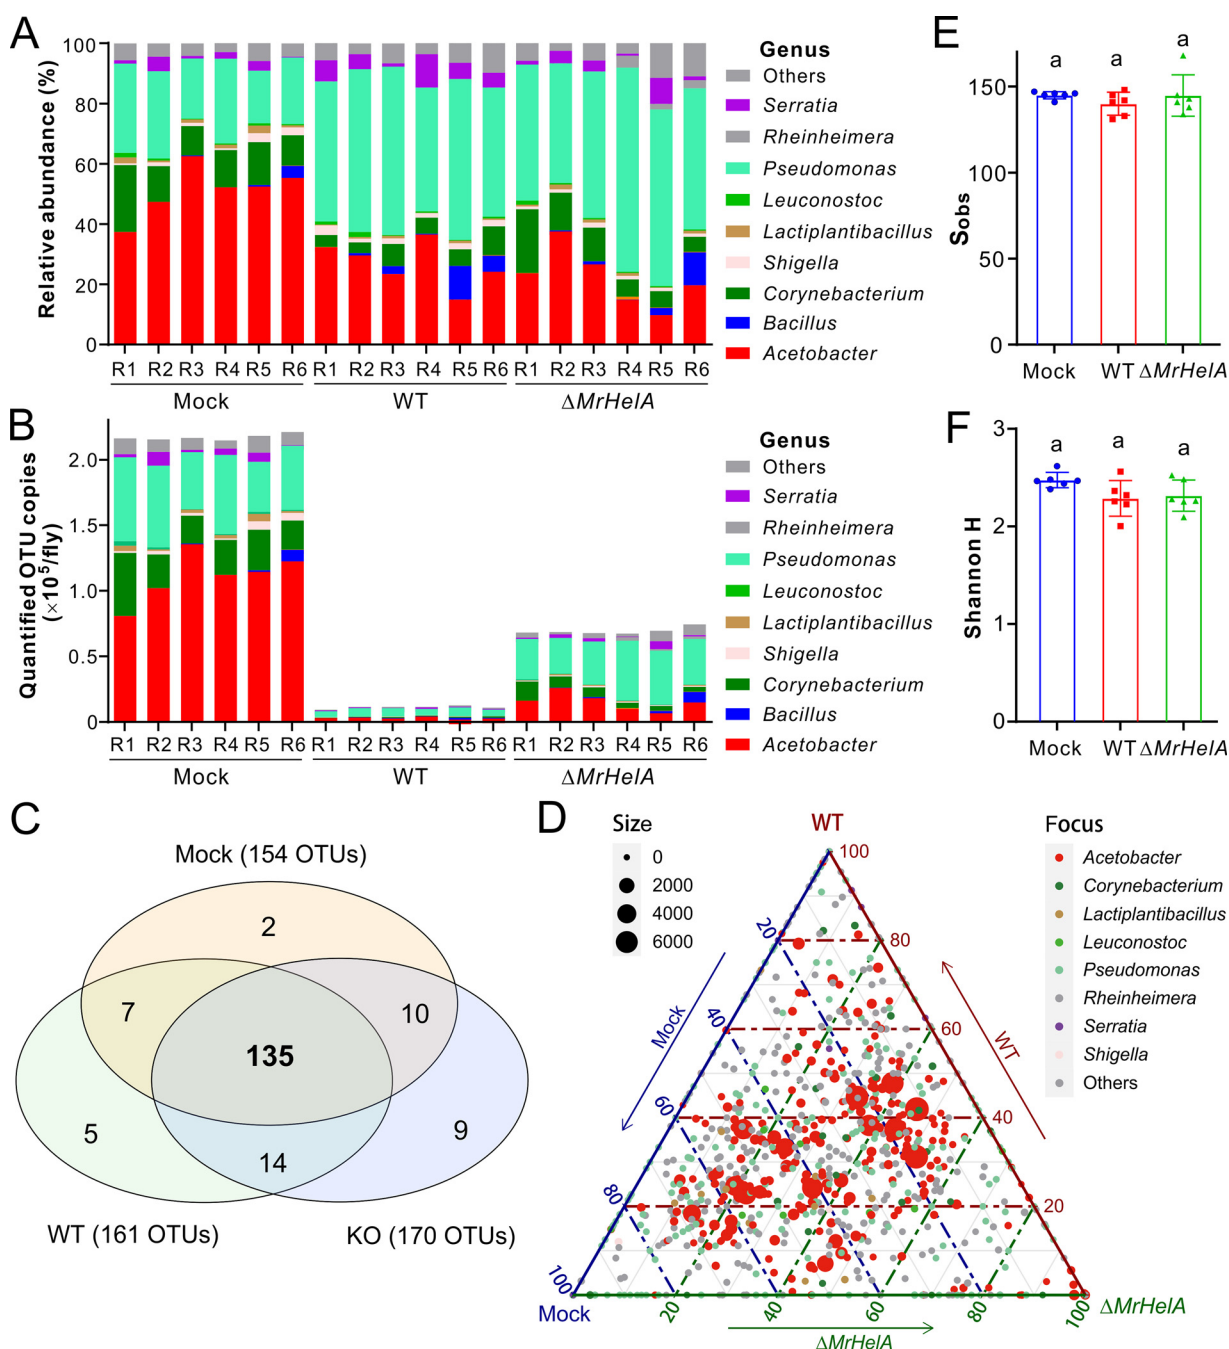 A
Relative abundance (%)
100
80
60
40
20
0
R1 R2 R3 R4 R5 R6 R1 R2 R3 R4 R5 R6 R1 R2 R3 R4 R5 R6
Mock WT ΔMrHelA
Genus
Others
Serratia
Rheinheimera
Pseudomonas
Leuconostoc
Lactiplantibacillus
Shigella
Corynebacterium
Bacillus
Acetobacter
E
Sobs
150
100
50
0
a a a
Mock WT ΔMrHelA
B
Quantified OTU copies
(×10⁵/fly)
2.0
1.5
1.0
0.5
0
R1 R2 R3 R4 R5 R6 R1 R2 R3 R4 R5 R6 R1 R2 R3 R4 R5 R6
Mock WT ΔMrHelA
Genus
Others
Serratia
Rheinheimera
Pseudomonas
Leuconostoc
Lactiplantibacillus
Shigella
Corynebacterium
Bacillus
Acetobacter
F
Shannon H
3
2
1
0
a a a
Mock WT ΔMrHelA
C
Mock (154 OTUs)
2
7
10
135
5
9
14
WT (161 OTUs)
KO (170 OTUs)
D
Size
0
2000
4000
6000
WT
100
80
60
40
20
WT
20
40
60
80
100
Mock
Mock
20
40
60
80
100
ΔMrHelA
ΔMrHelA
Focus
Acetobacter
Corynebacterium
Lactiplantibacillus
Leuconostoc
Pseudomonas
Rheinheimera
Serratia
Shigella
Others